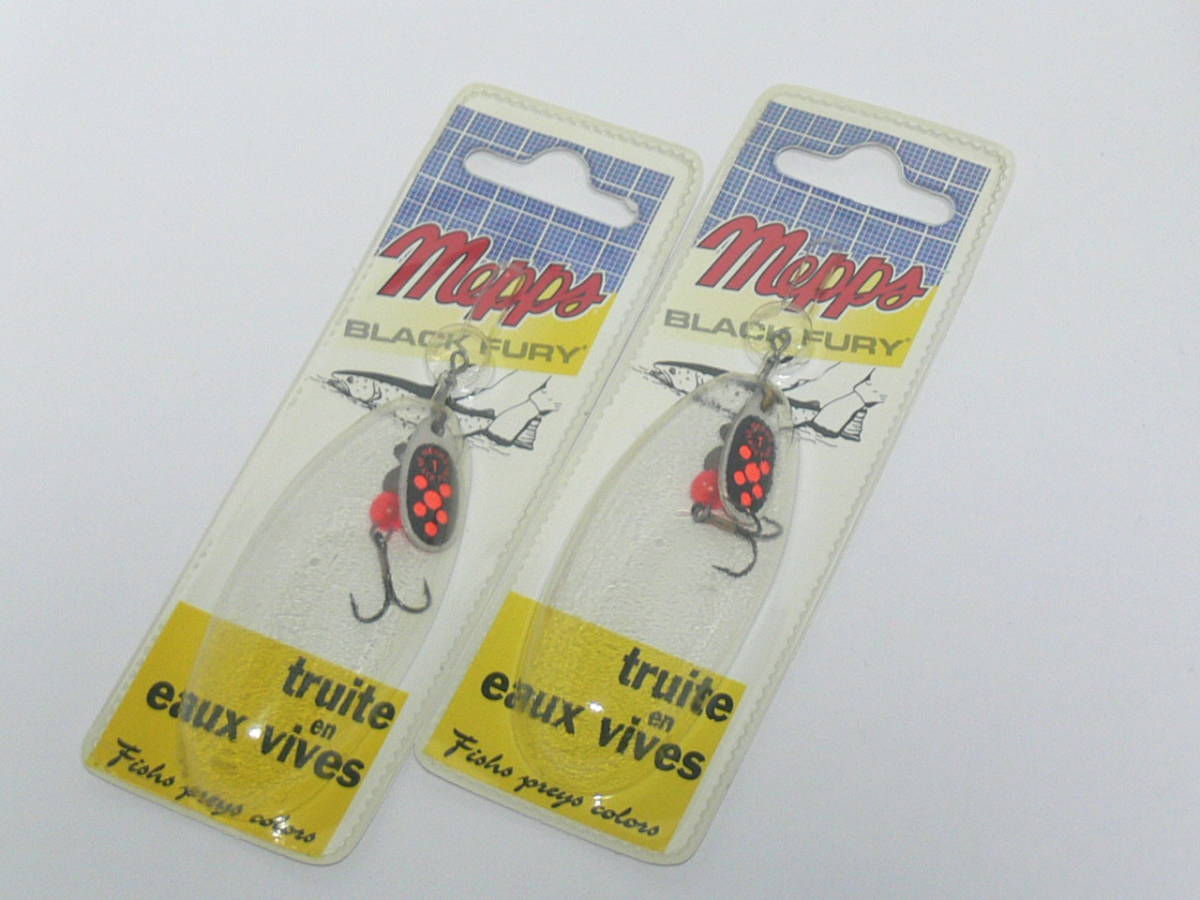 Mepps
BLACK FURY
truite
en
eaux vives
Fishs preys colors
Mepps
BLACK FURY
truite
en
eaux vives
Fishs preys colors